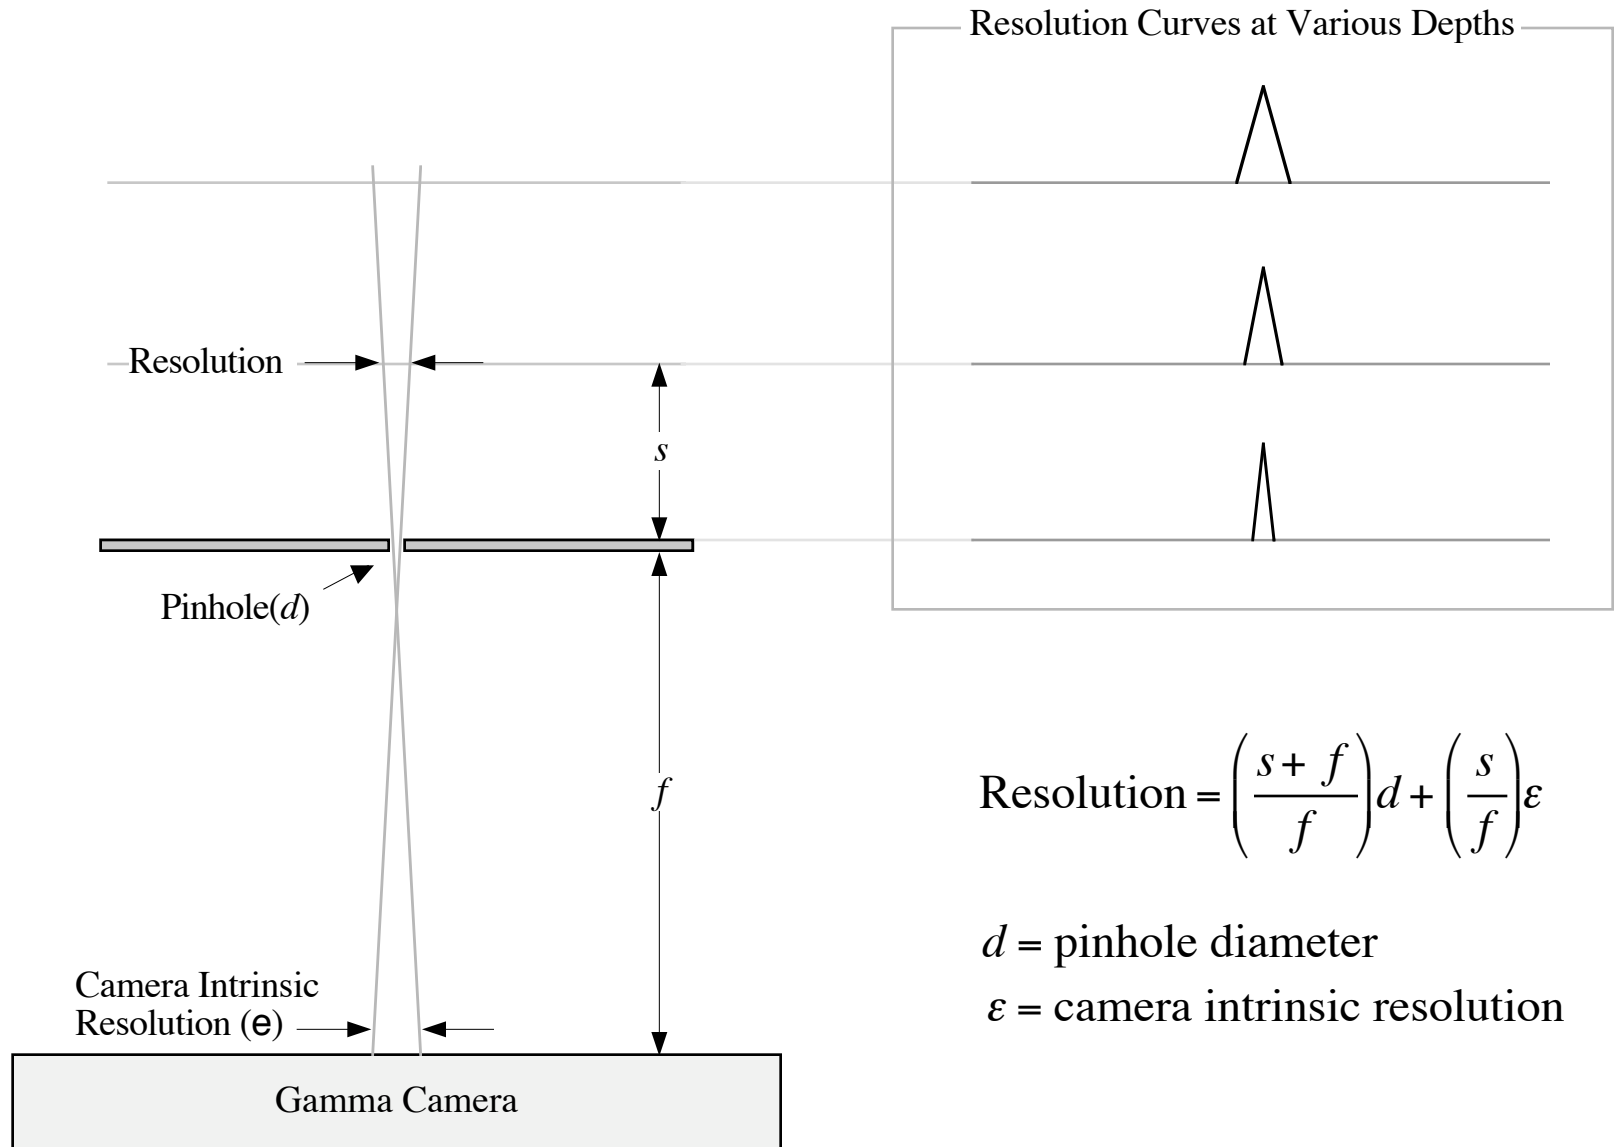 Resolution Curves at Various Depths
Resolution
s
Pinhole(d)
f
Resolution = ((s + f)/f) d + (s/f) ε
d = pinhole diameter
ε = camera intrinsic resolution
Camera Intrinsic
Resolution (e)
Gamma Camera